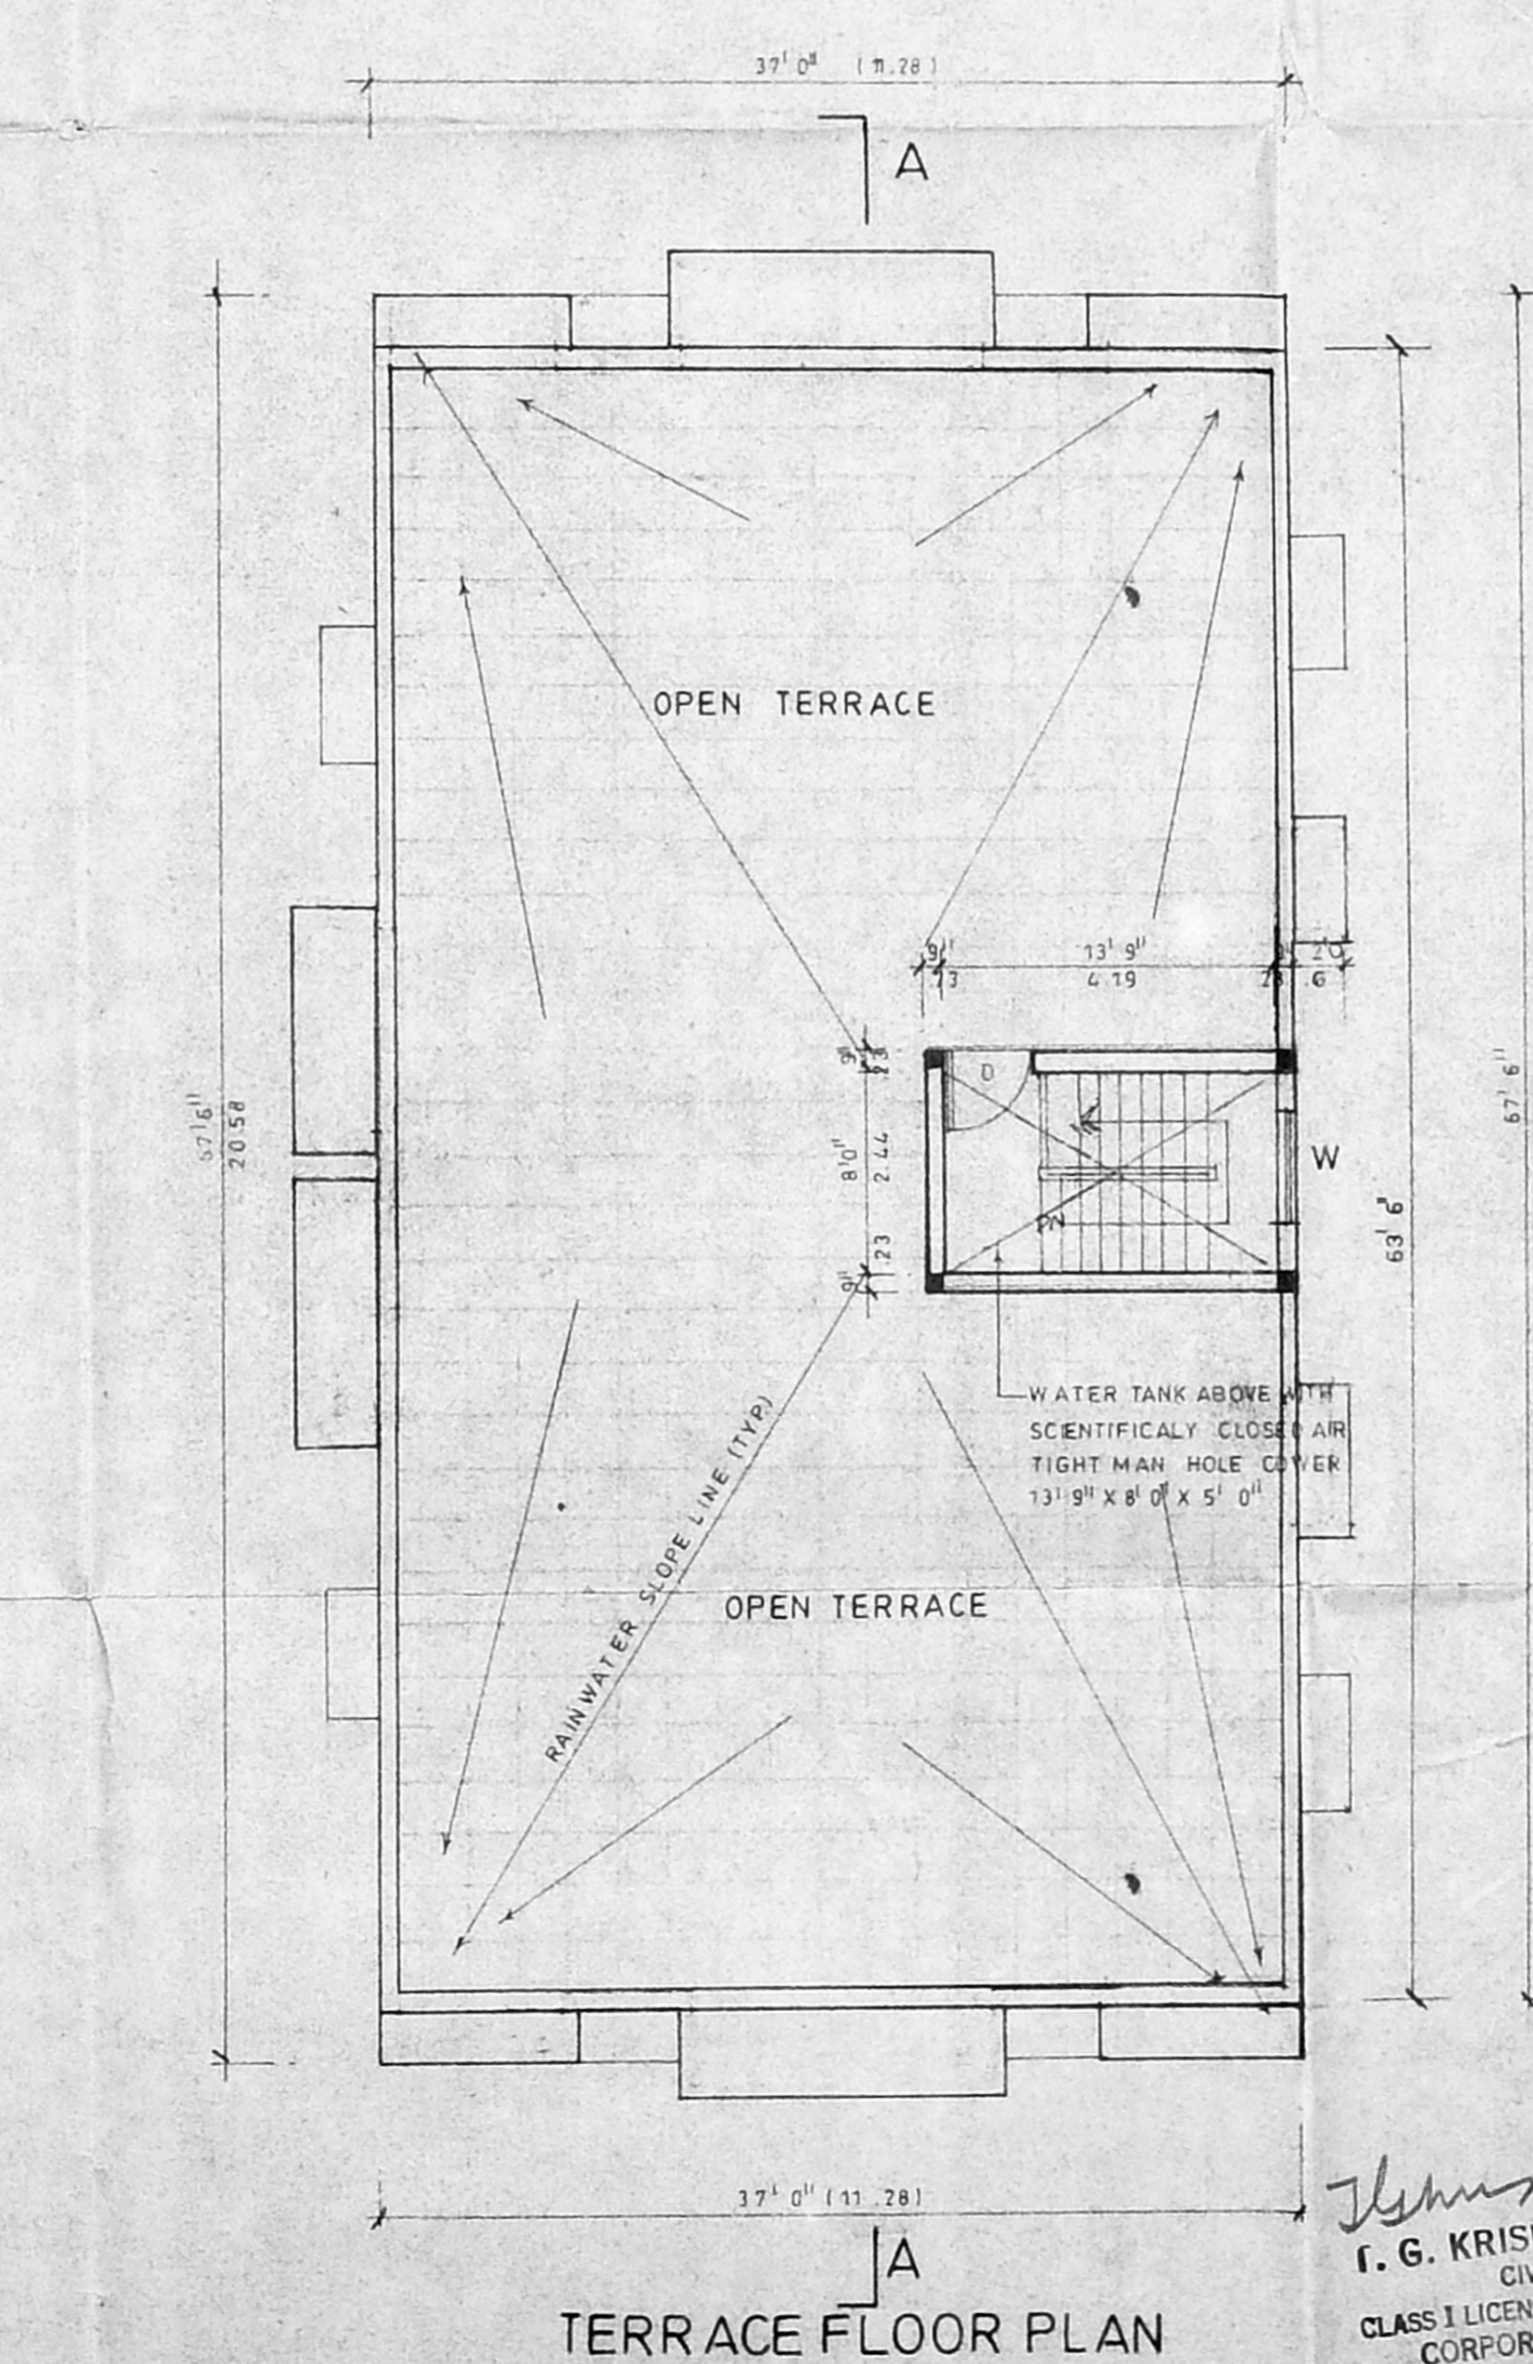 37' 0" (11.28)
A
OPEN TERRACE
9" 13' 9" 2'0
23 4.19 23 .6
9" 23
8'0" 2.44
9" 23
D
W
DN
67' 6"
20.58
63' 6"
67' 6"
WATER TANK ABOVE WITH
SCIENTIFICALY CLOSED AIR
TIGHT MAN HOLE COVER
13' 9" X 8' 0" X 5' 0"
RAINWATER SLOPE LINE (TYP.)
OPEN TERRACE
37' 0" (11.28)
A
TERRACE FLOOR PLAN
T. G. KRIS
CIV
CLASS I LICEN
CORPOR